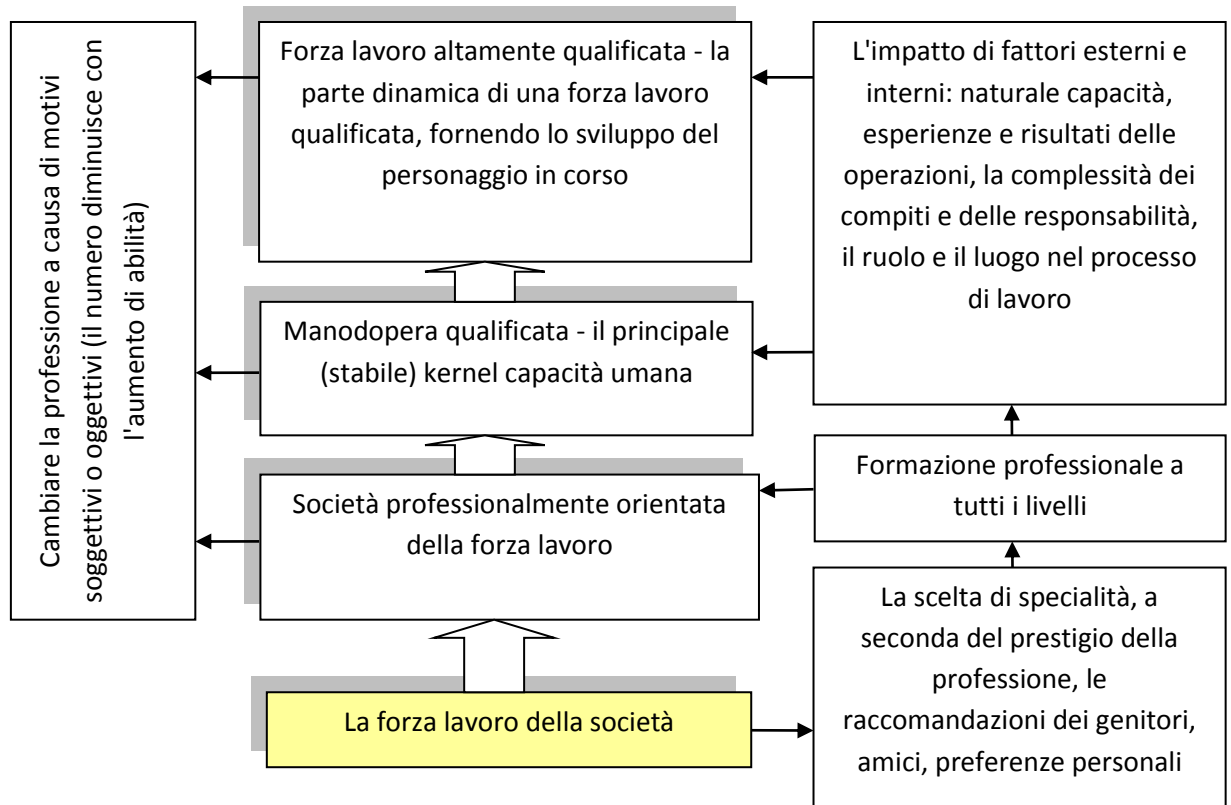 Cambiare la professione a causa di motivi
soggettivi o oggettivi (il numero diminuisce con
l'aumento di abilità)
Forza lavoro altamente qualificata - la
parte dinamica di una forza lavoro
qualificata, fornendo lo sviluppo del
personaggio in corso
L'impatto di fattori esterni e
interni: naturale capacità,
esperienze e risultati delle
operazioni, la complessità dei
compiti e delle responsabilità,
il ruolo e il luogo nel processo
di lavoro
Manodopera qualificata - il principale
(stabile) kernel capacità umana
Società professionalmente orientata
della forza lavoro
Formazione professionale a
tutti i livelli
La forza lavoro della società
La scelta di specialità, a
seconda del prestigio della
professione, le
raccomandazioni dei genitori,
amici, preferenze personali